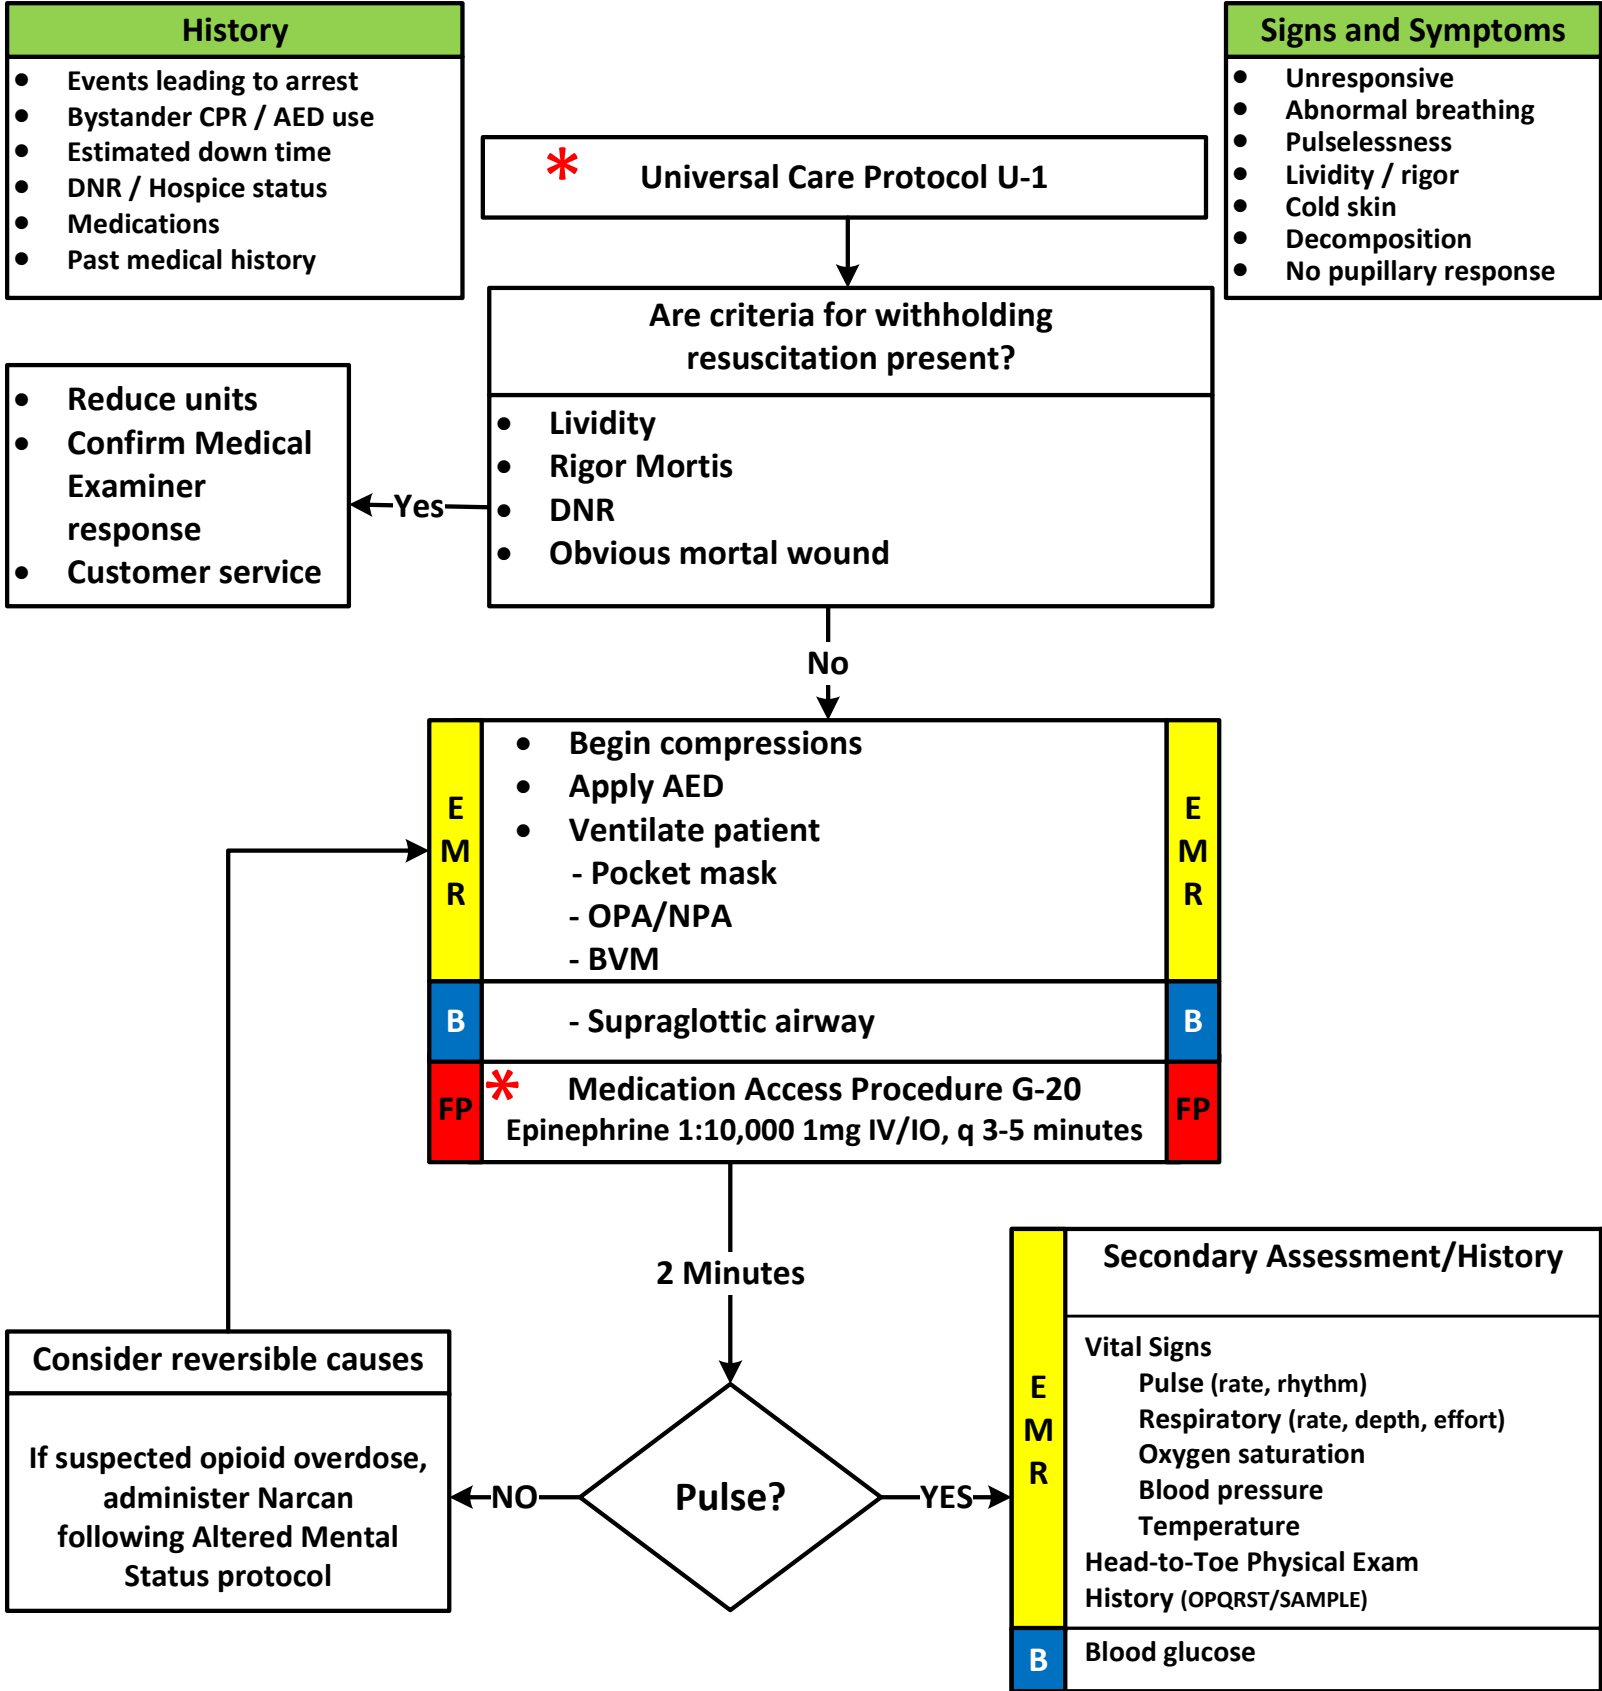 History
• Events leading to arrest
• Bystander CPR / AED use
• Estimated down time
• DNR / Hospice status
• Medications
• Past medical history
Signs and Symptoms
• Unresponsive
• Abnormal breathing
• Pulselessness
• Lividity / rigor
• Cold skin
• Decomposition
• No pupillary response
* Universal Care Protocol U-1
Are criteria for withholding
resuscitation present?
• Lividity
• Rigor Mortis
• DNR
• Obvious mortal wound
Yes
• Reduce units
• Confirm Medical
Examiner
response
• Customer service
No
E
M
R
• Begin compressions
• Apply AED
• Ventilate patient
- Pocket mask
- OPA/NPA
- BVM
E
M
R
B
- Supraglottic airway
B
FP
* Medication Access Procedure G-20
Epinephrine 1:10,000 1mg IV/IO, q 3-5 minutes
FP
2 Minutes
Pulse?
NO
Consider reversible causes
If suspected opioid overdose,
administer Narcan
following Altered Mental
Status protocol
YES
E
M
R
Secondary Assessment/History
Vital Signs
Pulse (rate, rhythm)
Respiratory (rate, depth, effort)
Oxygen saturation
Blood pressure
Temperature
Head-to-Toe Physical Exam
History (OPQRST/SAMPLE)
B
Blood glucose